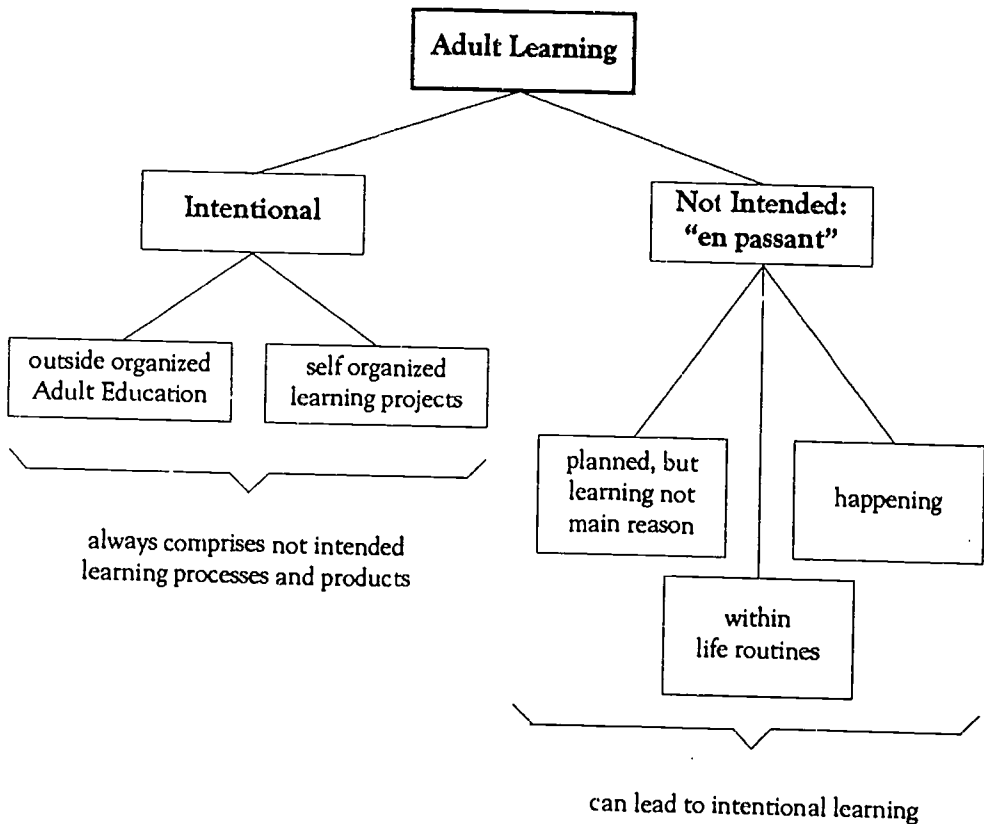 Adult Learning
Intentional
Not Intended:
“en passant”
outside organized
Adult Education
self organized
learning projects
planned, but
learning not
main reason
happening
within
life routines
always comprises not intended
learning processes and products
can lead to intentional learning